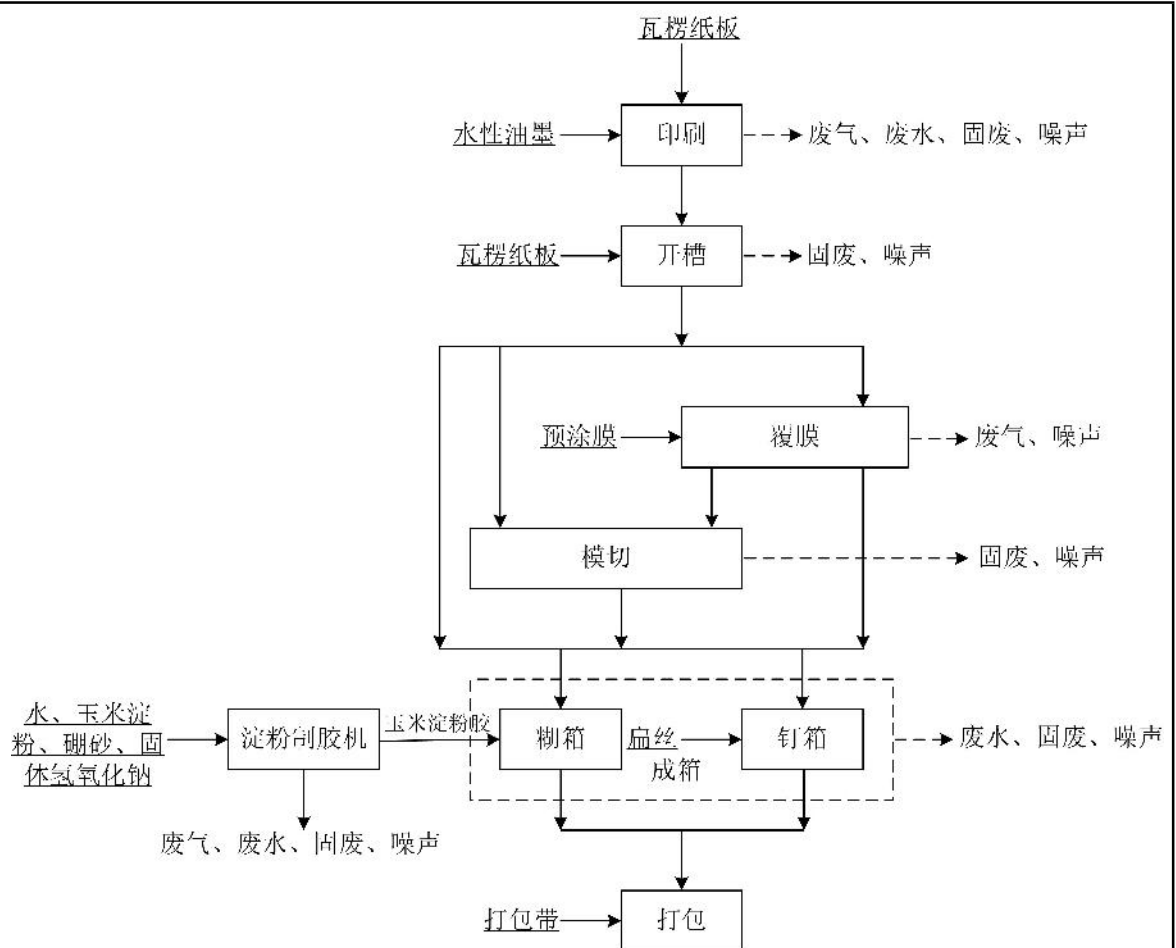 瓦楞纸板
水性油墨
印刷
废气、废水、固废、噪声
瓦楞纸板
开槽
固废、噪声
预涂膜
覆膜
废气、噪声
模切
固废、噪声
水、玉米淀
粉、硼砂、固
体氢氧化钠
淀粉制胶机
玉米淀粉胶
糊箱
扁丝
成箱
钉箱
废水、固废、噪声
废气、废水、固废、噪声
打包带
打包